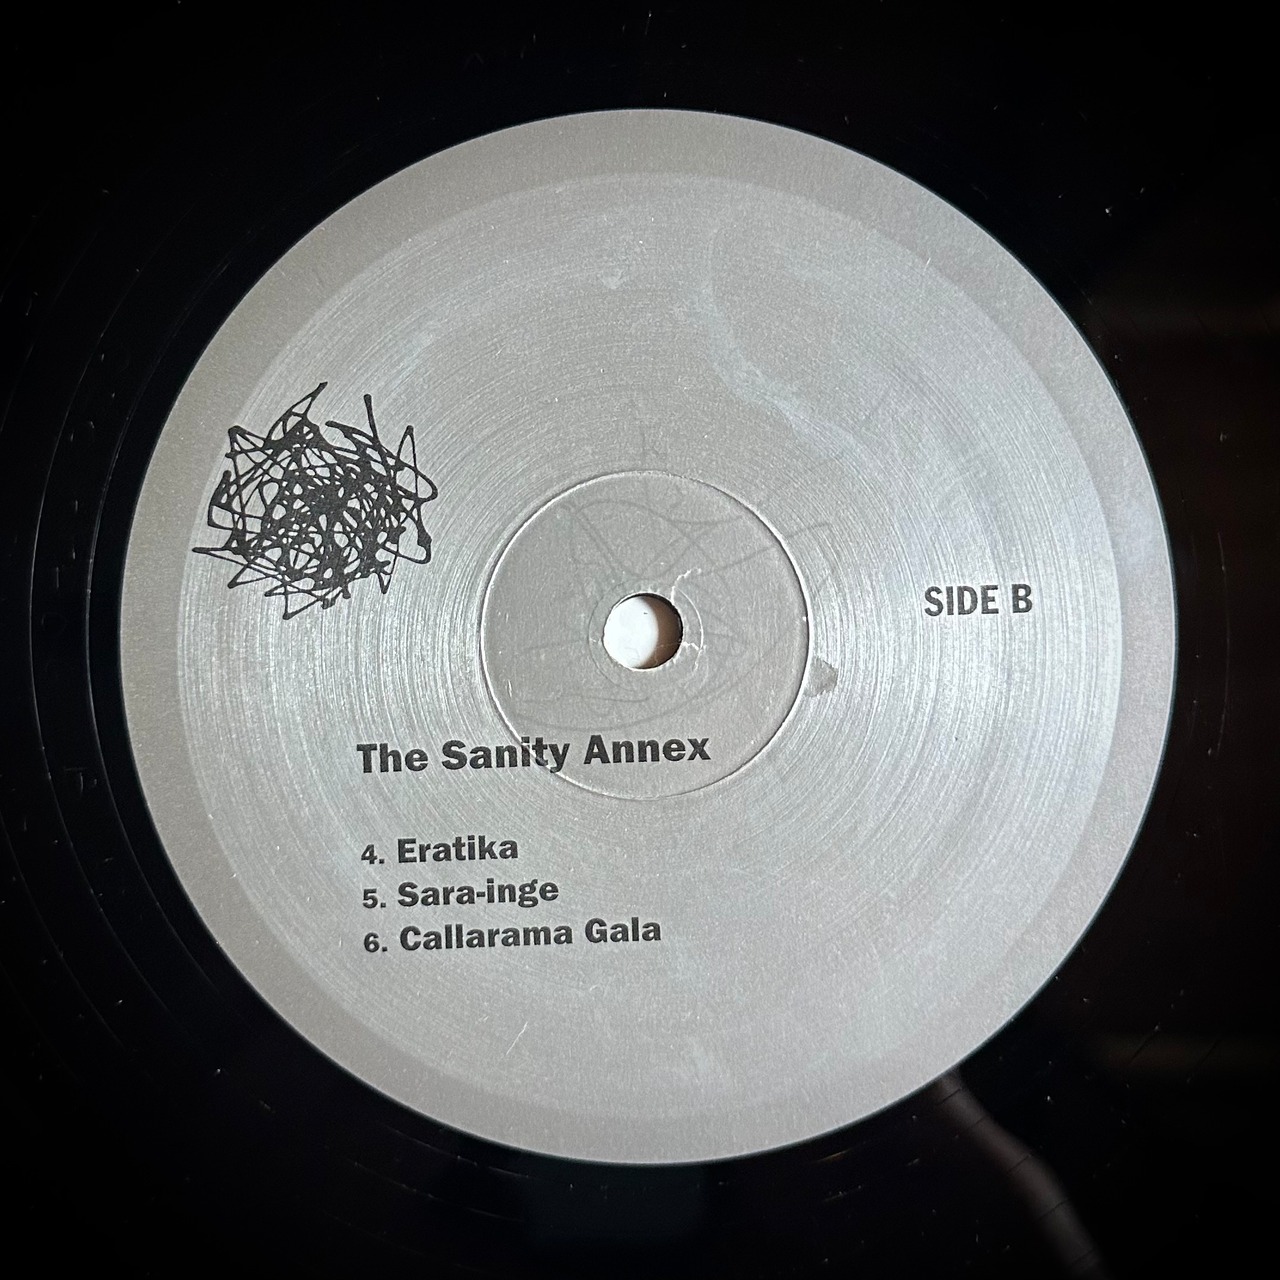 SIDE B
The Sanity Annex
4. Eratika
5. Sara-inge
6. Callarama Gala